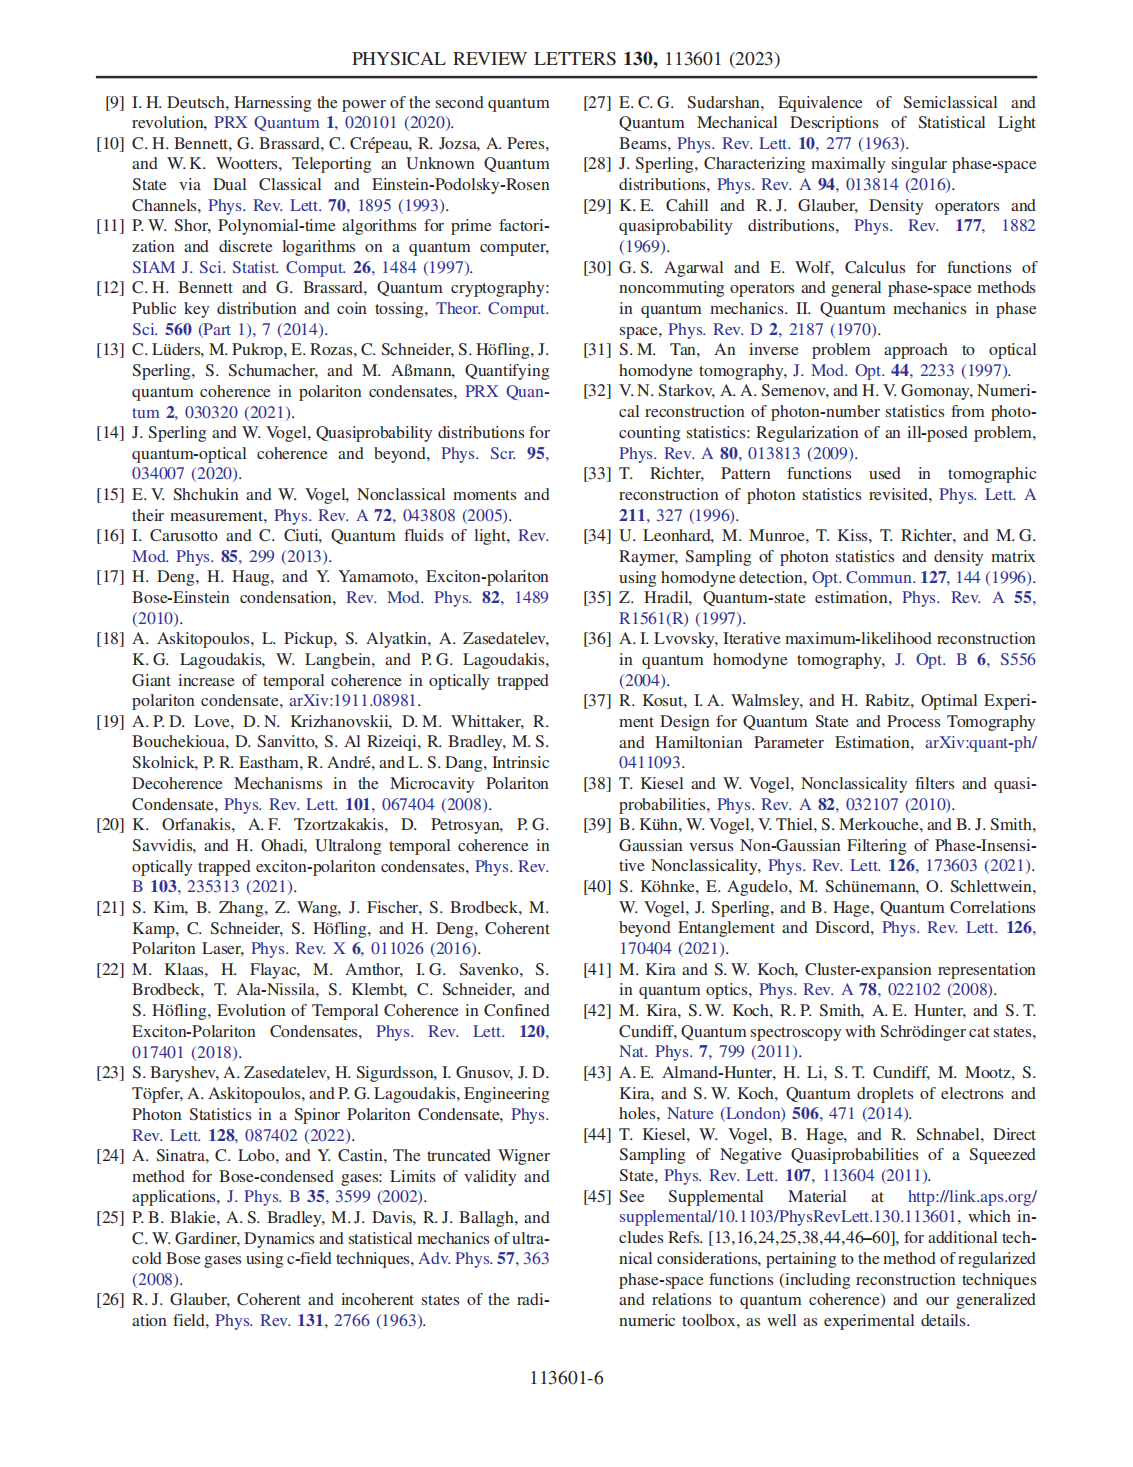 PHYSICAL REVIEW LETTERS 130, 113601 (2023)
[9] I. H. Deutsch, Harnessing the power of the second quantum
revolution, PRX Quantum 1, 020101 (2020).
[10] C. H. Bennett, G. Brassard, C. Crépeau, R. Jozsa, A. Peres,
and W. K. Wootters, Teleporting an Unknown Quantum
State via Dual Classical and Einstein-Podolsky-Rosen
Channels, Phys. Rev. Lett. 70, 1895 (1993).
[11] P. W. Shor, Polynomial-time algorithms for prime factori-
zation and discrete logarithms on a quantum computer,
SIAM J. Sci. Statist. Comput. 26, 1484 (1997).
[12] C. H. Bennett and G. Brassard, Quantum cryptography:
Public key distribution and coin tossing, Theor. Comput.
Sci. 560 (Part 1), 7 (2014).
[13] C. Lüders, M. Pukrop, E. Rozas, C. Schneider, S. Höfling, J.
Sperling, S. Schumacher, and M. Aßmann, Quantifying
quantum coherence in polariton condensates, PRX Quan-
tum 2, 030320 (2021).
[14] J. Sperling and W. Vogel, Quasiprobability distributions for
quantum-optical coherence and beyond, Phys. Scr. 95,
034007 (2020).
[15] E. V. Shchukin and W. Vogel, Nonclassical moments and
their measurement, Phys. Rev. A 72, 043808 (2005).
[16] I. Carusotto and C. Ciuti, Quantum fluids of light, Rev.
Mod. Phys. 85, 299 (2013).
[17] H. Deng, H. Haug, and Y. Yamamoto, Exciton-polariton
Bose-Einstein condensation, Rev. Mod. Phys. 82, 1489
(2010).
[18] A. Askitopoulos, L. Pickup, S. Alyatkin, A. Zasedatelev,
K. G. Lagoudakis, W. Langbein, and P. G. Lagoudakis,
Giant increase of temporal coherence in optically trapped
polariton condensate, arXiv:1911.08981.
[19] A. P. D. Love, D. N. Krizhanovskii, D. M. Whittaker, R.
Bouchekioua, D. Sanvitto, S. Al Rizeiqi, R. Bradley, M. S.
Skolnick, P. R. Eastham, R. André, and L. S. Dang, Intrinsic
Decoherence Mechanisms in the Microcavity Polariton
Condensate, Phys. Rev. Lett. 101, 067404 (2008).
[20] K. Orfanakis, A. F. Tzortzakakis, D. Petrosyan, P. G.
Savvidis, and H. Ohadi, Ultralong temporal coherence in
optically trapped exciton-polariton condensates, Phys. Rev.
B 103, 235313 (2021).
[21] S. Kim, B. Zhang, Z. Wang, J. Fischer, S. Brodbeck, M.
Kamp, C. Schneider, S. Höfling, and H. Deng, Coherent
Polariton Laser, Phys. Rev. X 6, 011026 (2016).
[22] M. Klaas, H. Flayac, M. Amthor, I. G. Savenko, S.
Brodbeck, T. Ala-Nissila, S. Klembt, C. Schneider, and
S. Höfling, Evolution of Temporal Coherence in Confined
Exciton-Polariton Condensates, Phys. Rev. Lett. 120,
017401 (2018).
[23] S. Baryshev, A. Zasedatelev, H. Sigurdsson, I. Gnusov, J. D.
Töpfer, A. Askitopoulos, and P. G. Lagoudakis, Engineering
Photon Statistics in a Spinor Polariton Condensate, Phys.
Rev. Lett. 128, 087402 (2022).
[24] A. Sinatra, C. Lobo, and Y. Castin, The truncated Wigner
method for Bose-condensed gases: Limits of validity and
applications, J. Phys. B 35, 3599 (2002).
[25] P. B. Blakie, A. S. Bradley, M. J. Davis, R. J. Ballagh, and
C. W. Gardiner, Dynamics and statistical mechanics of ultra-
cold Bose gases using c-field techniques, Adv. Phys. 57, 363
(2008).
[26] R. J. Glauber, Coherent and incoherent states of the radi-
ation field, Phys. Rev. 131, 2766 (1963).
[27] E. C. G. Sudarshan, Equivalence of Semiclassical and
Quantum Mechanical Descriptions of Statistical Light
Beams, Phys. Rev. Lett. 10, 277 (1963).
[28] J. Sperling, Characterizing maximally singular phase-space
distributions, Phys. Rev. A 94, 013814 (2016).
[29] K. E. Cahill and R. J. Glauber, Density operators and
quasiprobability distributions, Phys. Rev. 177, 1882
(1969).
[30] G. S. Agarwal and E. Wolf, Calculus for functions of
noncommuting operators and general phase-space methods
in quantum mechanics. II. Quantum mechanics in phase
space, Phys. Rev. D 2, 2187 (1970).
[31] S. M. Tan, An inverse problem approach to optical
homodyne tomography, J. Mod. Opt. 44, 2233 (1997).
[32] V. N. Starkov, A. A. Semenov, and H. V. Gomonay, Numeri-
cal reconstruction of photon-number statistics from photo-
counting statistics: Regularization of an ill-posed problem,
Phys. Rev. A 80, 013813 (2009).
[33] T. Richter, Pattern functions used in tomographic
reconstruction of photon statistics revisited, Phys. Lett. A
211, 327 (1996).
[34] U. Leonhard, M. Munroe, T. Kiss, T. Richter, and M. G.
Raymer, Sampling of photon statistics and density matrix
using homodyne detection, Opt. Commun. 127, 144 (1996).
[35] Z. Hradil, Quantum-state estimation, Phys. Rev. A 55,
R1561(R) (1997).
[36] A. I. Lvovsky, Iterative maximum-likelihood reconstruction
in quantum homodyne tomography, J. Opt. B 6, S556
(2004).
[37] R. Kosut, I. A. Walmsley, and H. Rabitz, Optimal Experi-
ment Design for Quantum State and Process Tomography
and Hamiltonian Parameter Estimation, arXiv:quant-ph/
0411093.
[38] T. Kiesel and W. Vogel, Nonclassicality filters and quasi-
probabilities, Phys. Rev. A 82, 032107 (2010).
[39] B. Kühn, W. Vogel, V. Thiel, S. Merkouche, and B. J. Smith,
Gaussian versus Non-Gaussian Filtering of Phase-Insensi-
tive Nonclassicality, Phys. Rev. Lett. 126, 173603 (2021).
[40] S. Köhnke, E. Agudelo, M. Schünemann, O. Schlettwein,
W. Vogel, J. Sperling, and B. Hage, Quantum Correlations
beyond Entanglement and Discord, Phys. Rev. Lett. 126,
170404 (2021).
[41] M. Kira and S. W. Koch, Cluster-expansion representation
in quantum optics, Phys. Rev. A 78, 022102 (2008).
[42] M. Kira, S. W. Koch, R. P. Smith, A. E. Hunter, and S. T.
Cundiff, Quantum spectroscopy with Schrödinger cat states,
Nat. Phys. 7, 799 (2011).
[43] A. E. Almand-Hunter, H. Li, S. T. Cundiff, M. Mootz, S.
Kira, and S. W. Koch, Quantum droplets of electrons and
holes, Nature (London) 506, 471 (2014).
[44] T. Kiesel, W. Vogel, B. Hage, and R. Schnabel, Direct
Sampling of Negative Quasiprobabilities of a Squeezed
State, Phys. Rev. Lett. 107, 113604 (2011).
[45] See Supplemental Material at http://link.aps.org/
supplemental/10.1103/PhysRevLett.130.113601, which in-
cludes Refs. [13,16,24,25,38,44,46–60], for additional tech-
nical considerations, pertaining to the method of regularized
phase-space functions (including reconstruction techniques
and relations to quantum coherence) and our generalized
numeric toolbox, as well as experimental details.
113601-6